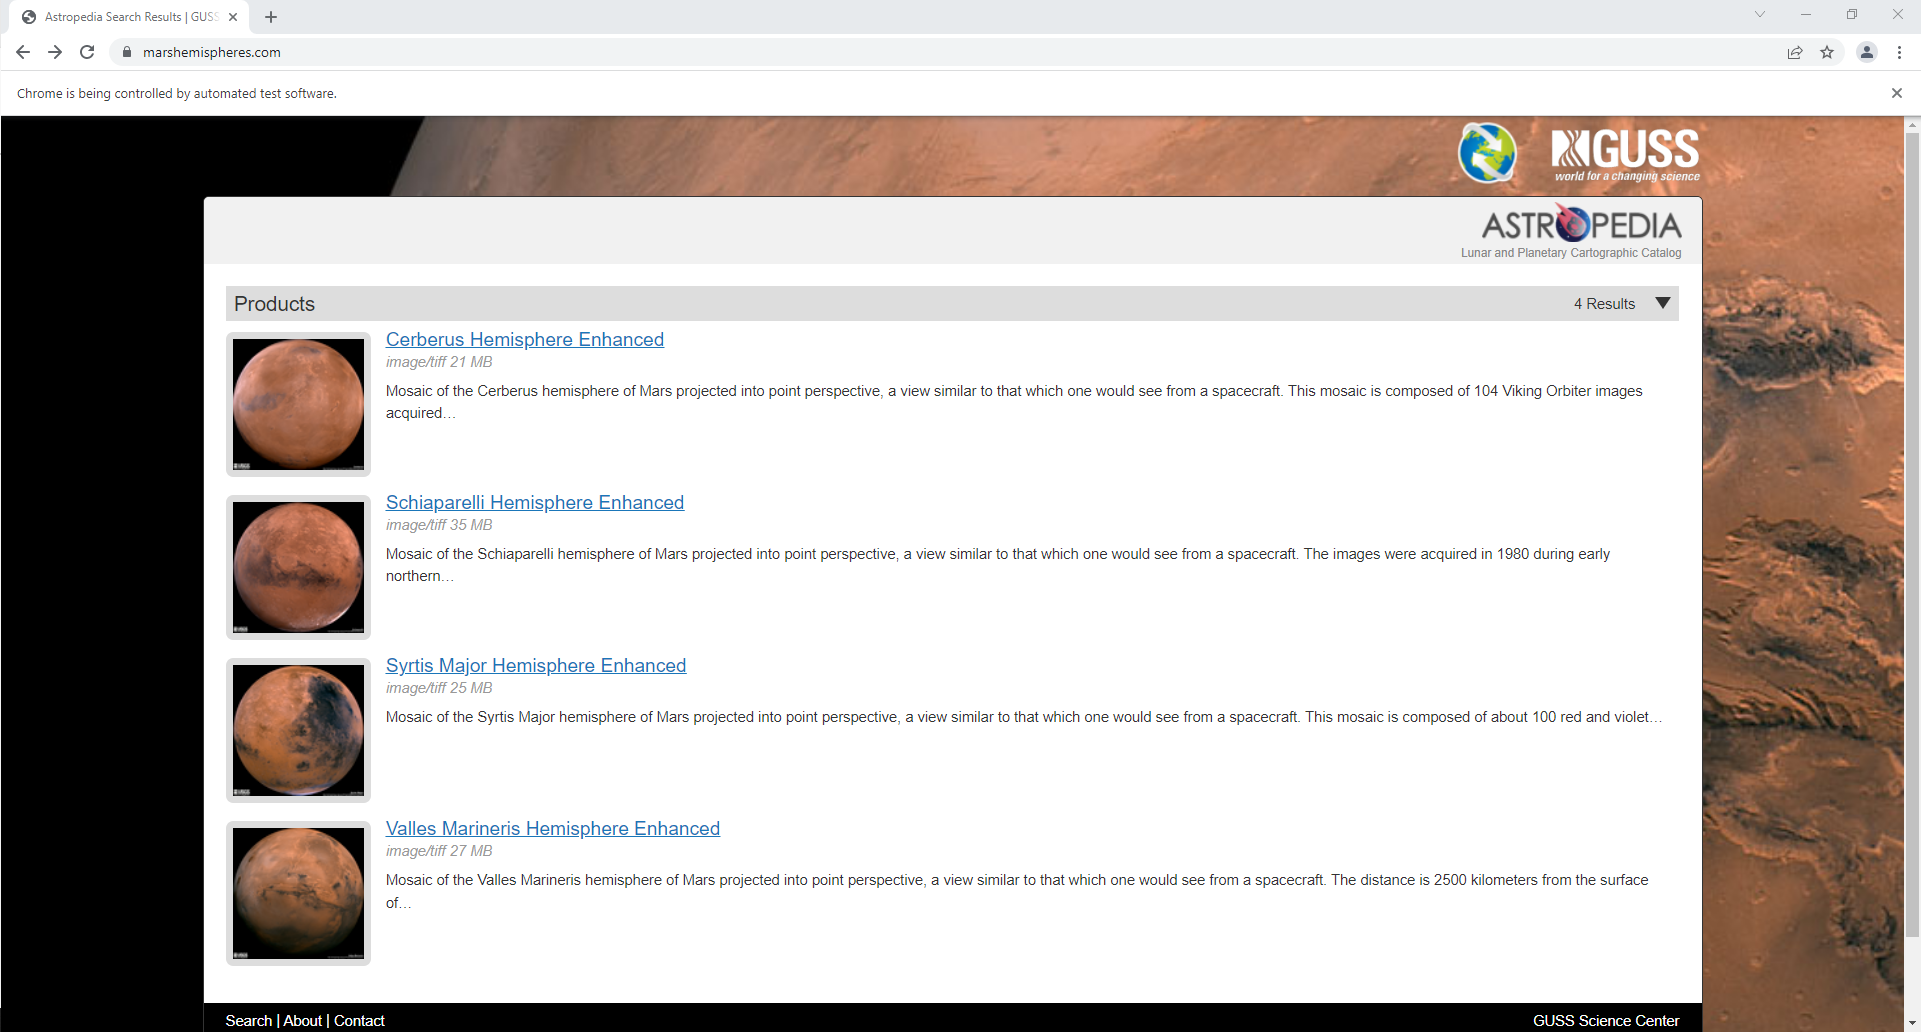 Astropedia Search Results | GUSS
marshemispheres.com
Chrome is being controlled by automated test software.
GUSS
world for a changing science
ASTROPEDIA
Lunar and Planetary Cartographic Catalog
Products
4 Results
Cerberus Hemisphere Enhanced
image/tiff 21 MB
Mosaic of the Cerberus hemisphere of Mars projected into point perspective, a view similar to that which one would see from a spacecraft. This mosaic is composed of 104 Viking Orbiter images
acquired…
Schiaparelli Hemisphere Enhanced
image/tiff 35 MB
Mosaic of the Schiaparelli hemisphere of Mars projected into point perspective, a view similar to that which one would see from a spacecraft. The images were acquired in 1980 during early
northern…
Syrtis Major Hemisphere Enhanced
image/tiff 25 MB
Mosaic of the Syrtis Major hemisphere of Mars projected into point perspective, a view similar to that which one would see from a spacecraft. This mosaic is composed of about 100 red and violet…
Valles Marineris Hemisphere Enhanced
image/tiff 27 MB
Mosaic of the Valles Marineris hemisphere of Mars projected into point perspective, a view similar to that which one would see from a spacecraft. The distance is 2500 kilometers from the surface
of…
Search | About | Contact
GUSS Science Center